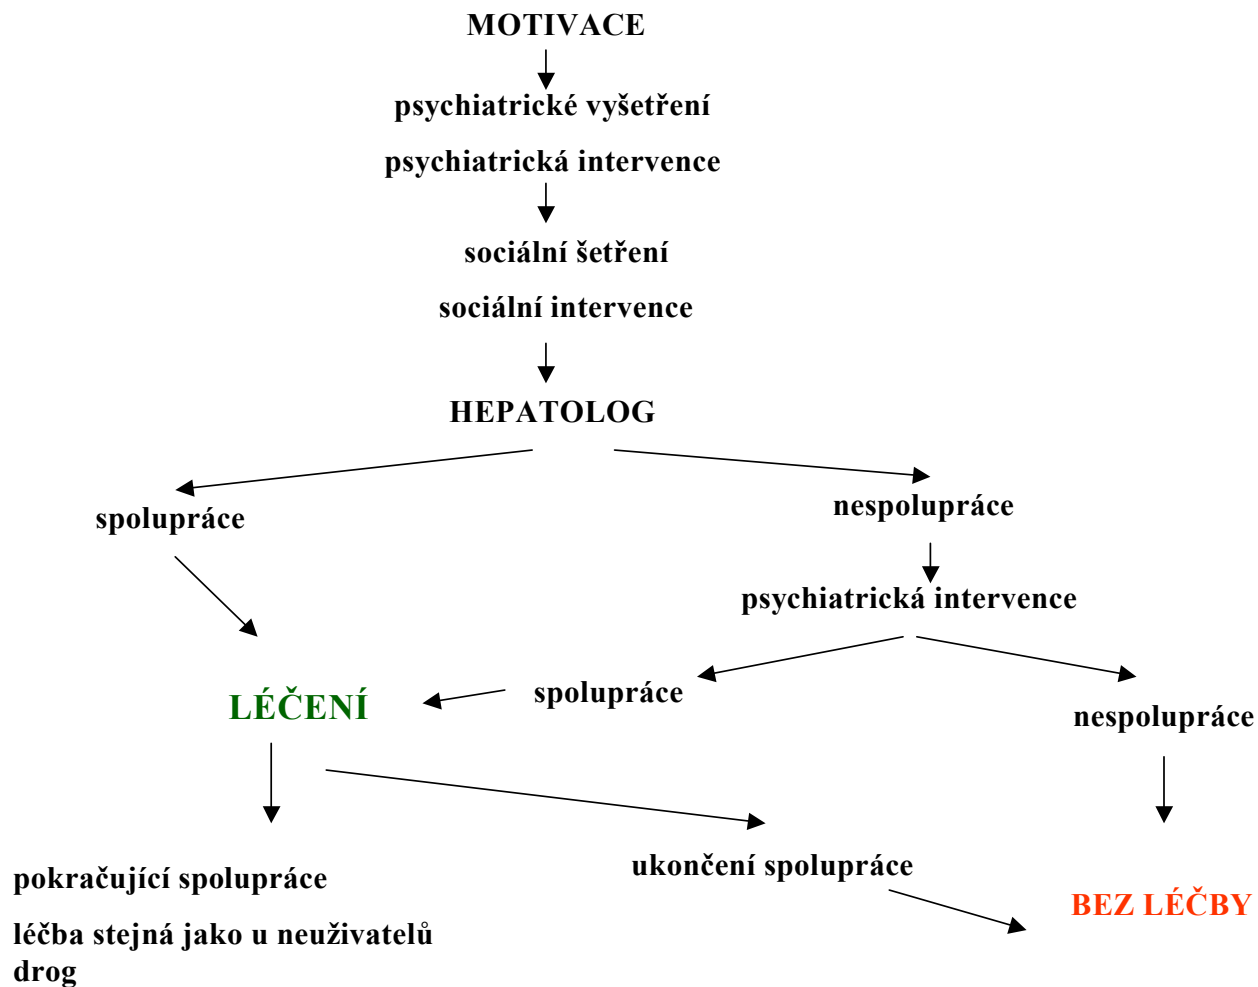 MOTIVACE
psychiatrické vyšetření
psychiatrická intervence
sociální šetření
sociální intervence
HEPATOLOG
spolupráce
nespolupráce
psychiatrická intervence
LÉČENÍ
spolupráce
nespolupráce
pokračující spolupráce
léčba stejná jako u neuživatelů
drog
ukončení spolupráce
BEZ LÉČBY